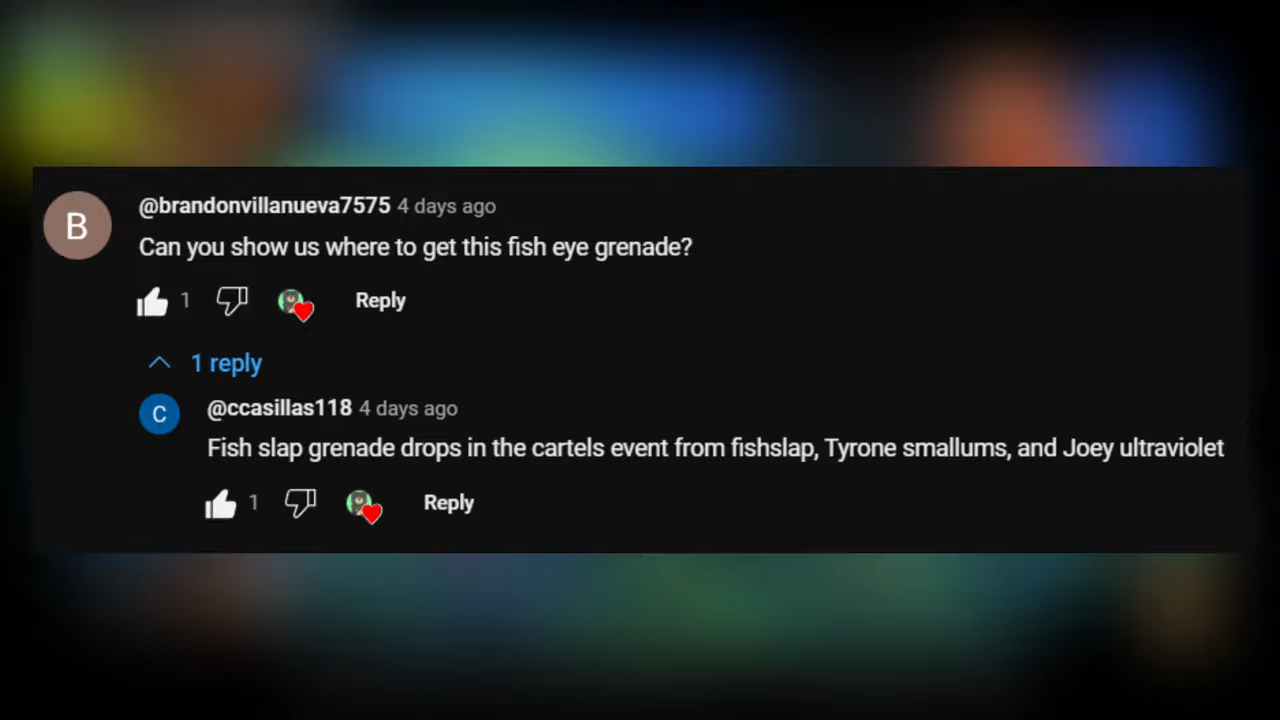 B
@brandonvillanueva7575 4 days ago
Can you show us where to get this fish eye grenade?
1 Reply
1 reply
C
@ccasillas118 4 days ago
Fish slap grenade drops in the cartels event from fishslap, Tyrone smallums, and Joey ultraviolet
1 Reply